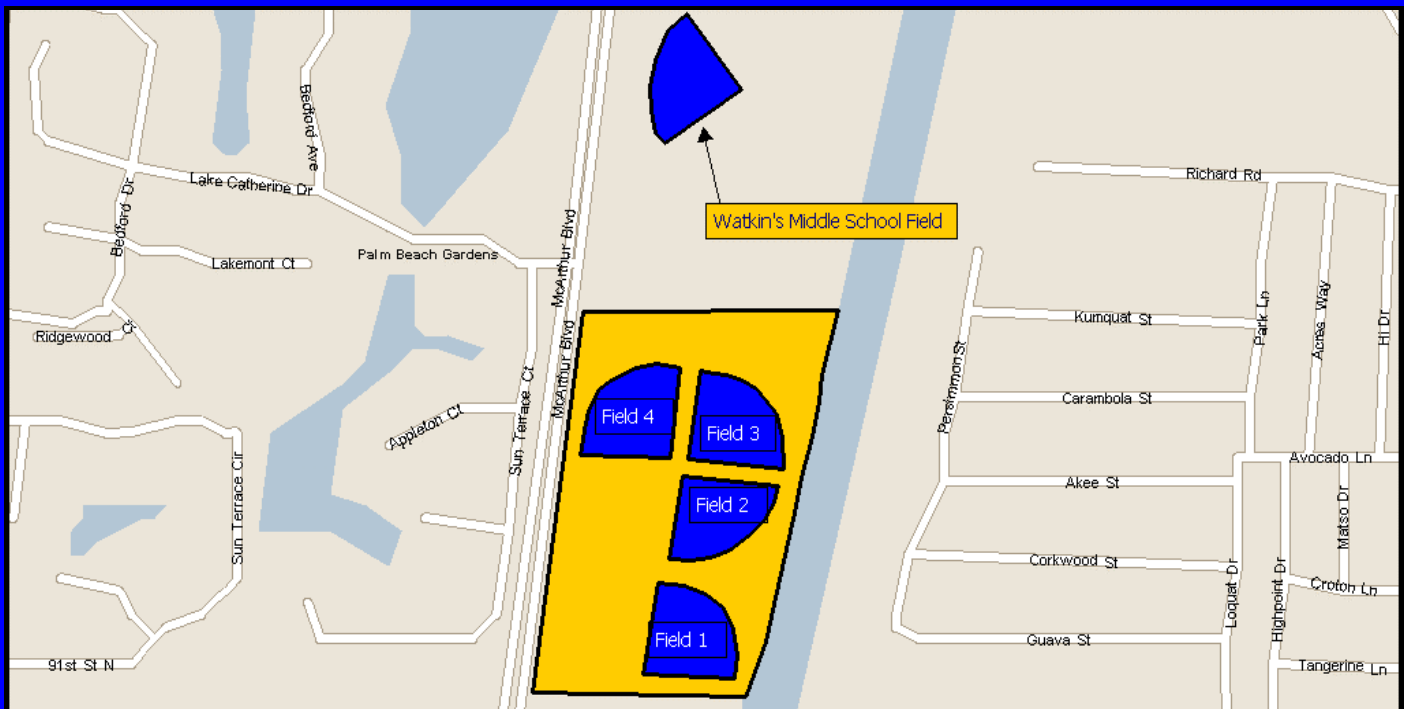 Bedford Ave
Richard Rd
Lake Catherine Dr
Bedford Dr
Watkin's Middle School Field
McArthur Blvd
Palm Beach Gardens
Lakemont Ct
Park Ln
Acres Way
Hi Dr
Kumquat St
Ridgewood Ct
McArthur Blvd
Persimmon St
Carambola St
Sun Terrace Ct
Appleton Ct
Field 4
Field 3
Avocado Ln
Akee St
Field 2
Matso Dr
Sun Terrace Cir
Corkwood St
Loquat Dr
Highpoint Dr
Croton Ln
Field 1
Guava St
91st St N
Tangerine Ln